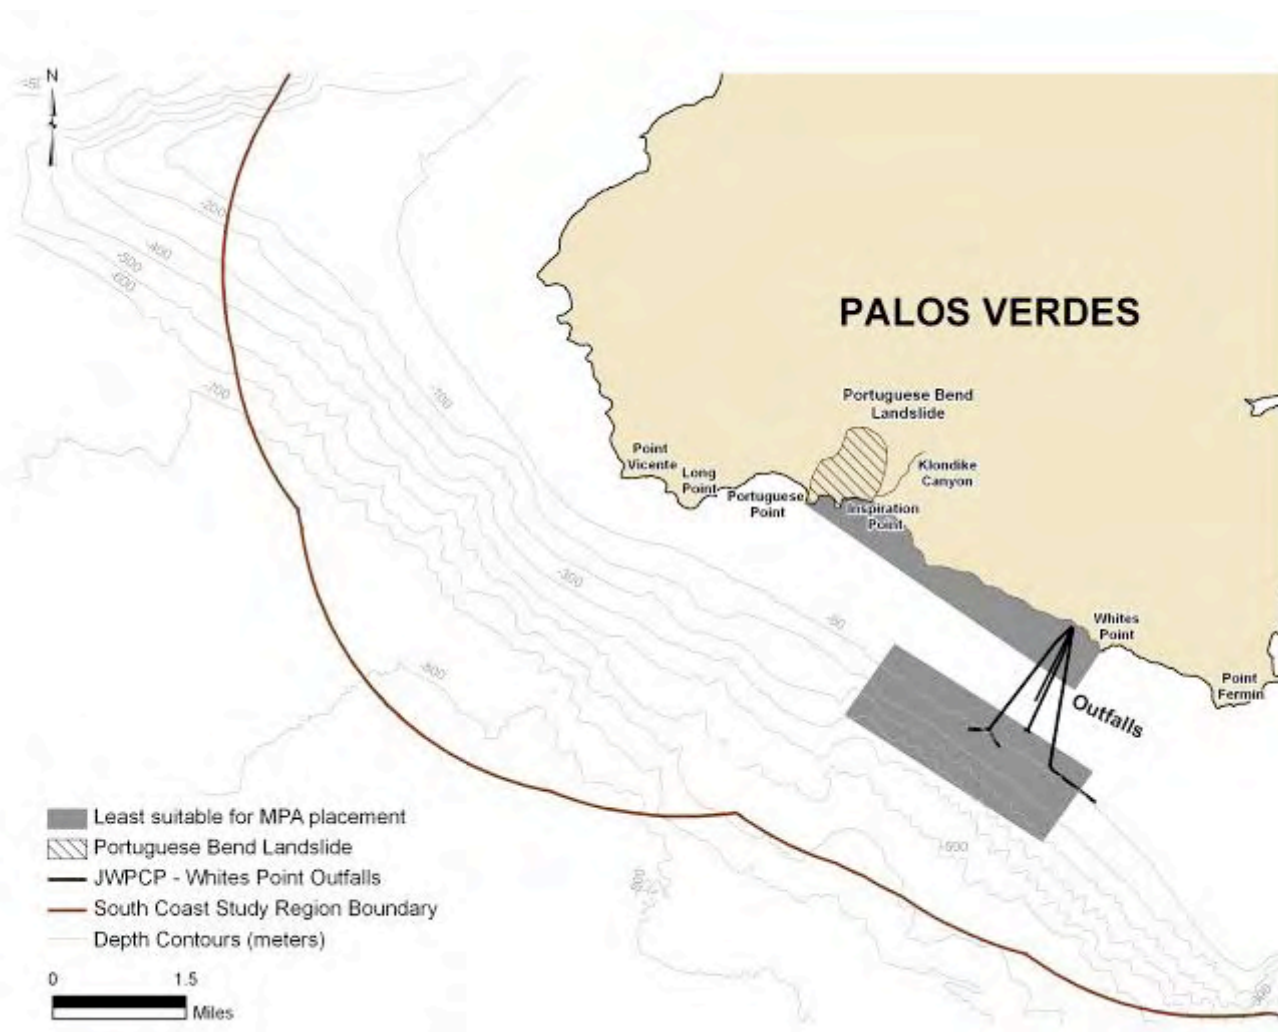 N
-200
-400
-500
-600
-700
-100
PALOS VERDES
Portuguese Bend
Landslide
Point
Vicente
Long
Point
Klondike
Canyon
Portuguese
Point
Inspiration
Point
-300
-50
Whites
Point
Point
Fermin
Outfalls
-800
Least suitable for MPA placement
Portuguese Bend Landslide
JWPCP - Whites Point Outfalls
South Coast Study Region Boundary
Depth Contours (meters)
0 1.5
Miles